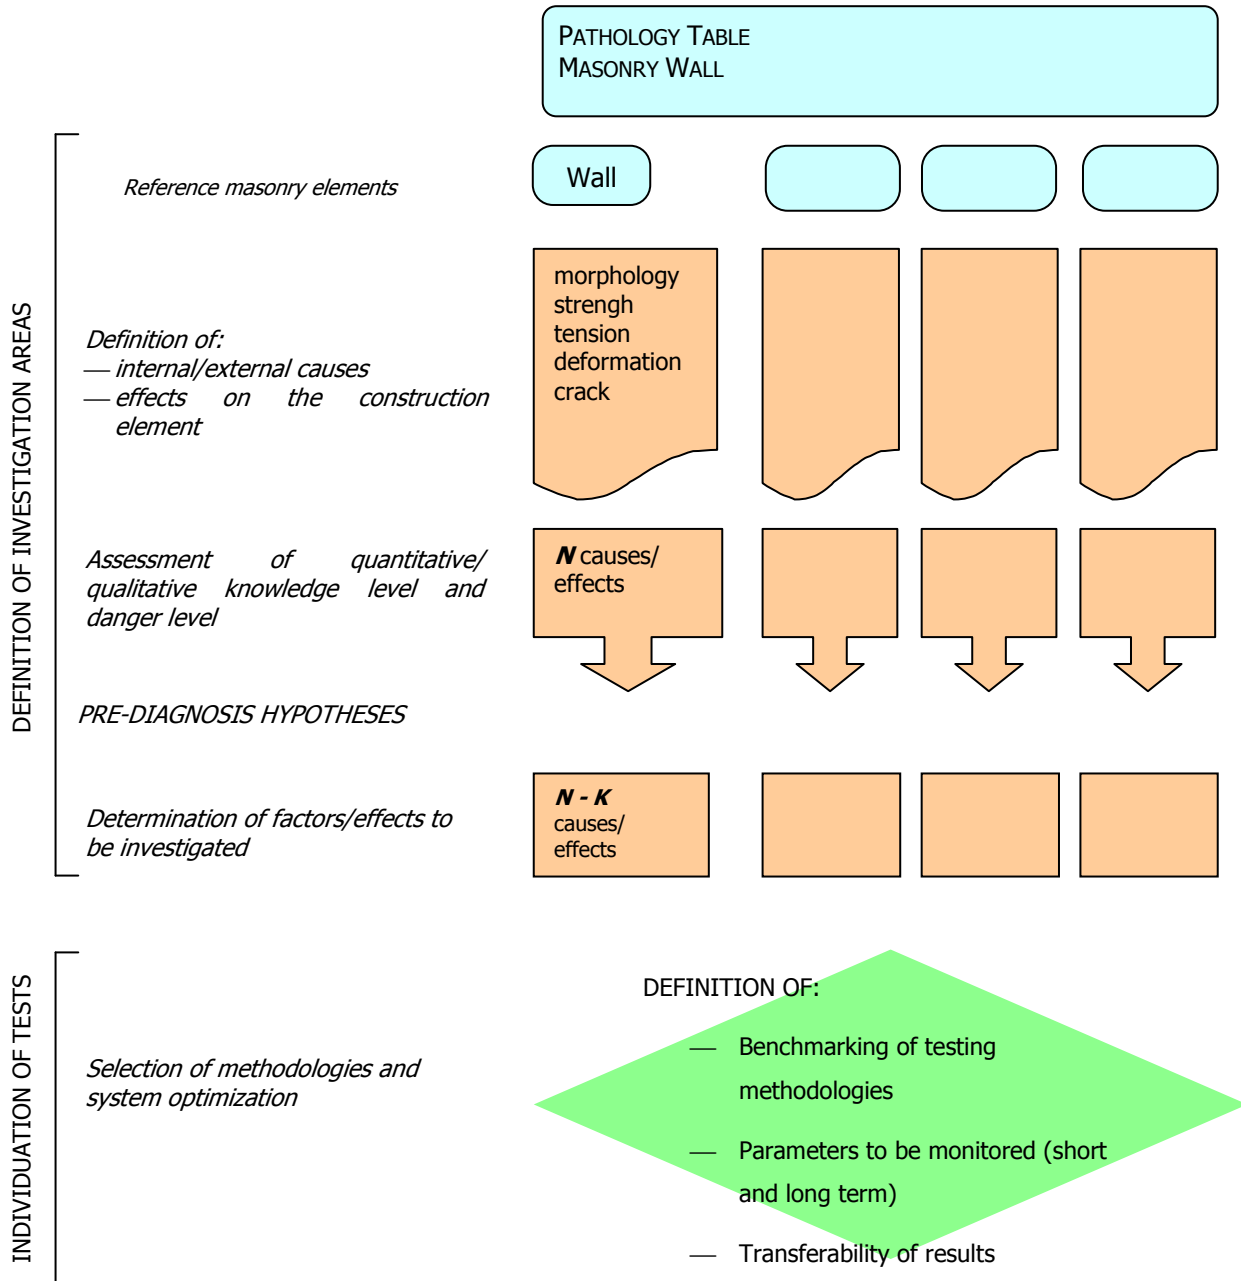 PATHOLOGY TABLE
MASONRY WALL
Reference masonry elements
Wall
DEFINITION OF INVESTIGATION AREAS
Definition of:
— internal/external causes
— effects on the construction
element
morphology
strengh
tension
deformation
crack
Assessment of quantitative/
qualitative knowledge level and
danger level
N causes/
effects
PRE-DIAGNOSIS HYPOTHESES
Determination of factors/effects to
be investigated
N - K
causes/
effects
INDIVIDUATION OF TESTS
Selection of methodologies and
system optimization
DEFINITION OF:
— Benchmarking of testing
methodologies
— Parameters to be monitored (short
and long term)
— Transferability of results